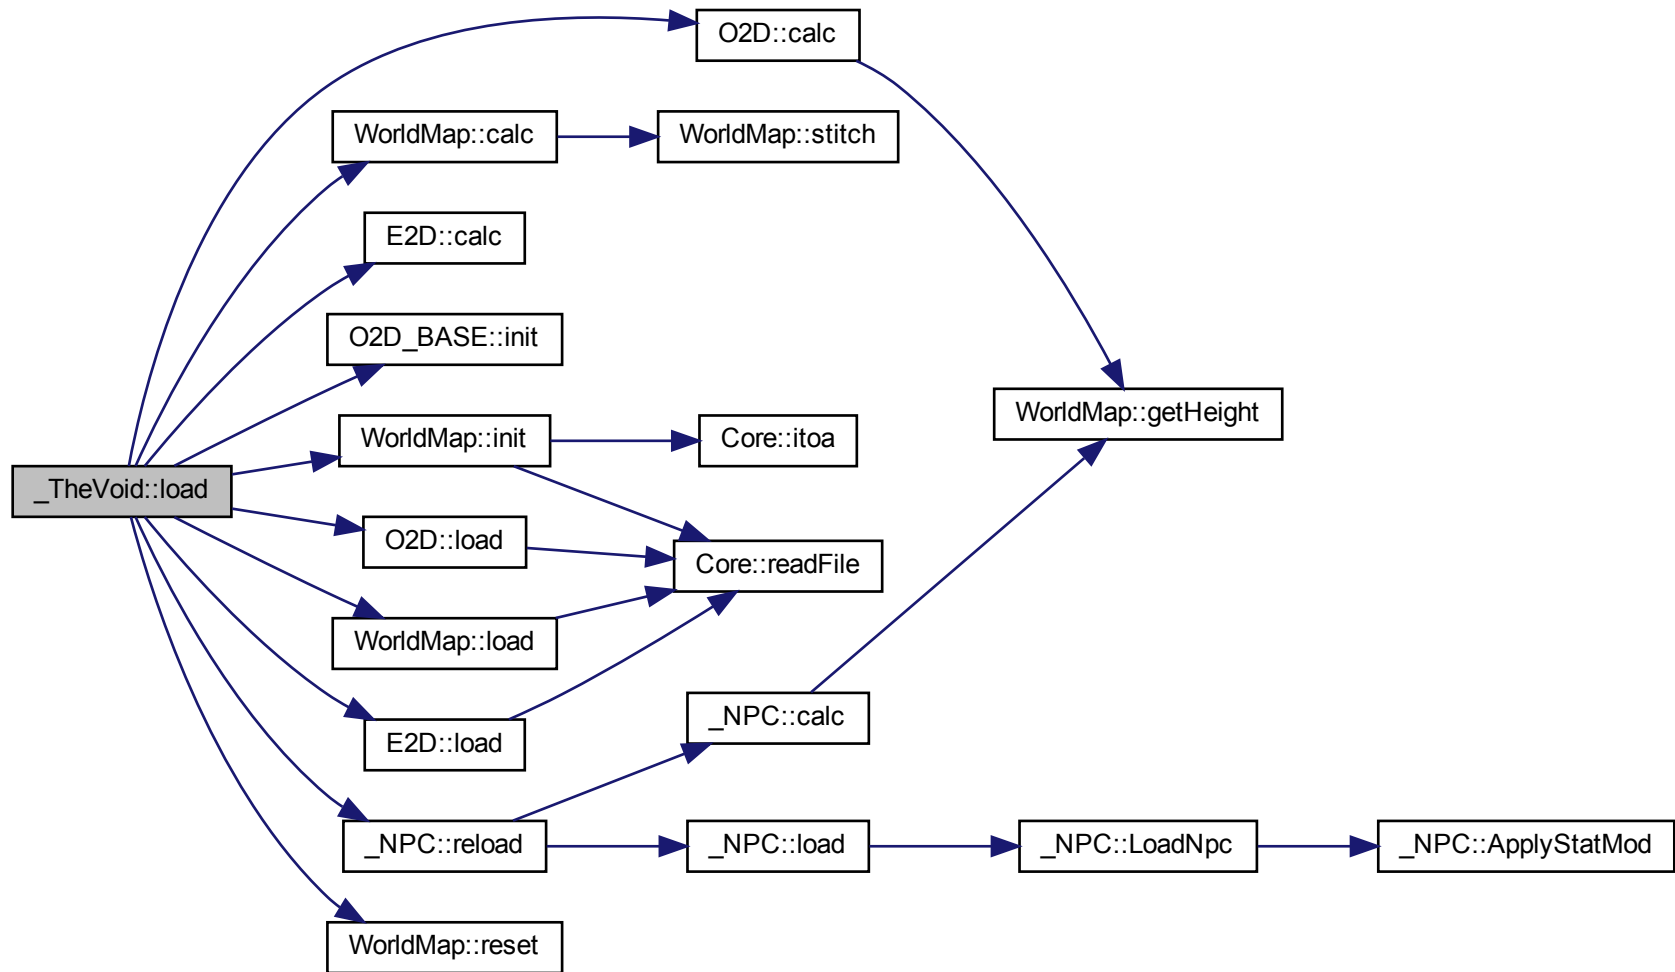 O2D::calc
WorldMap::calc
WorldMap::stitch
E2D::calc
O2D_BASE::init
WorldMap::getHeight
WorldMap::init
Core::itoa
_TheVoid::load
O2D::load
Core::readFile
WorldMap::load
_NPC::calc
E2D::load
_NPC::reload
_NPC::load
_NPC::LoadNpc
_NPC::ApplyStatMod
WorldMap::reset